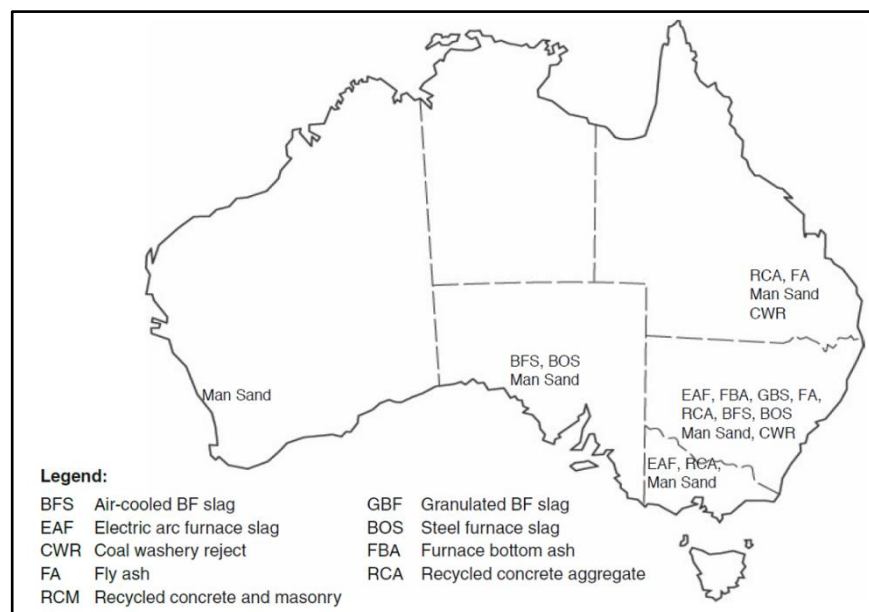 RCA, FA
Man Sand
CWR
BFS, BOS
Man Sand
Man Sand
EAF, FBA, GBS, FA,
RCA, BFS, BOS
Man Sand, CWR
EAF, RCA,
Man Sand
Legend:
BFS Air-cooled BF slag
EAF Electric arc furnace slag
CWR Coal washery reject
FA Fly ash
RCM Recycled concrete and masonry
GBF Granulated BF slag
BOS Steel furnace slag
FBA Furnace bottom ash
RCA Recycled concrete aggregate